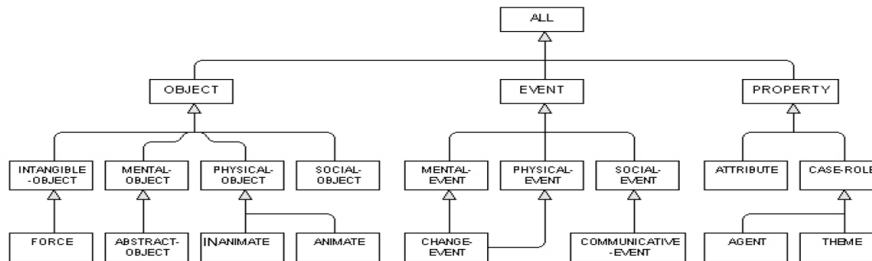 ALL
OBJECT
EVENT
PROPERTY
INTANGIBLE
-OBJECT
MENTAL-
OBJECT
PHYSICAL-
OBJECT
SOCIAL-
OBJECT
MENTAL-
EVENT
PHYSICAL-
EVENT
SOCIAL-
EVENT
ATTRIBUTE
CASE-ROLE
FORCE
ABSTRACT-
OBJECT
INANIMATE
ANIMATE
CHANGE-
EVENT
COMMUNICATIVE
-EVENT
AGENT
THEME